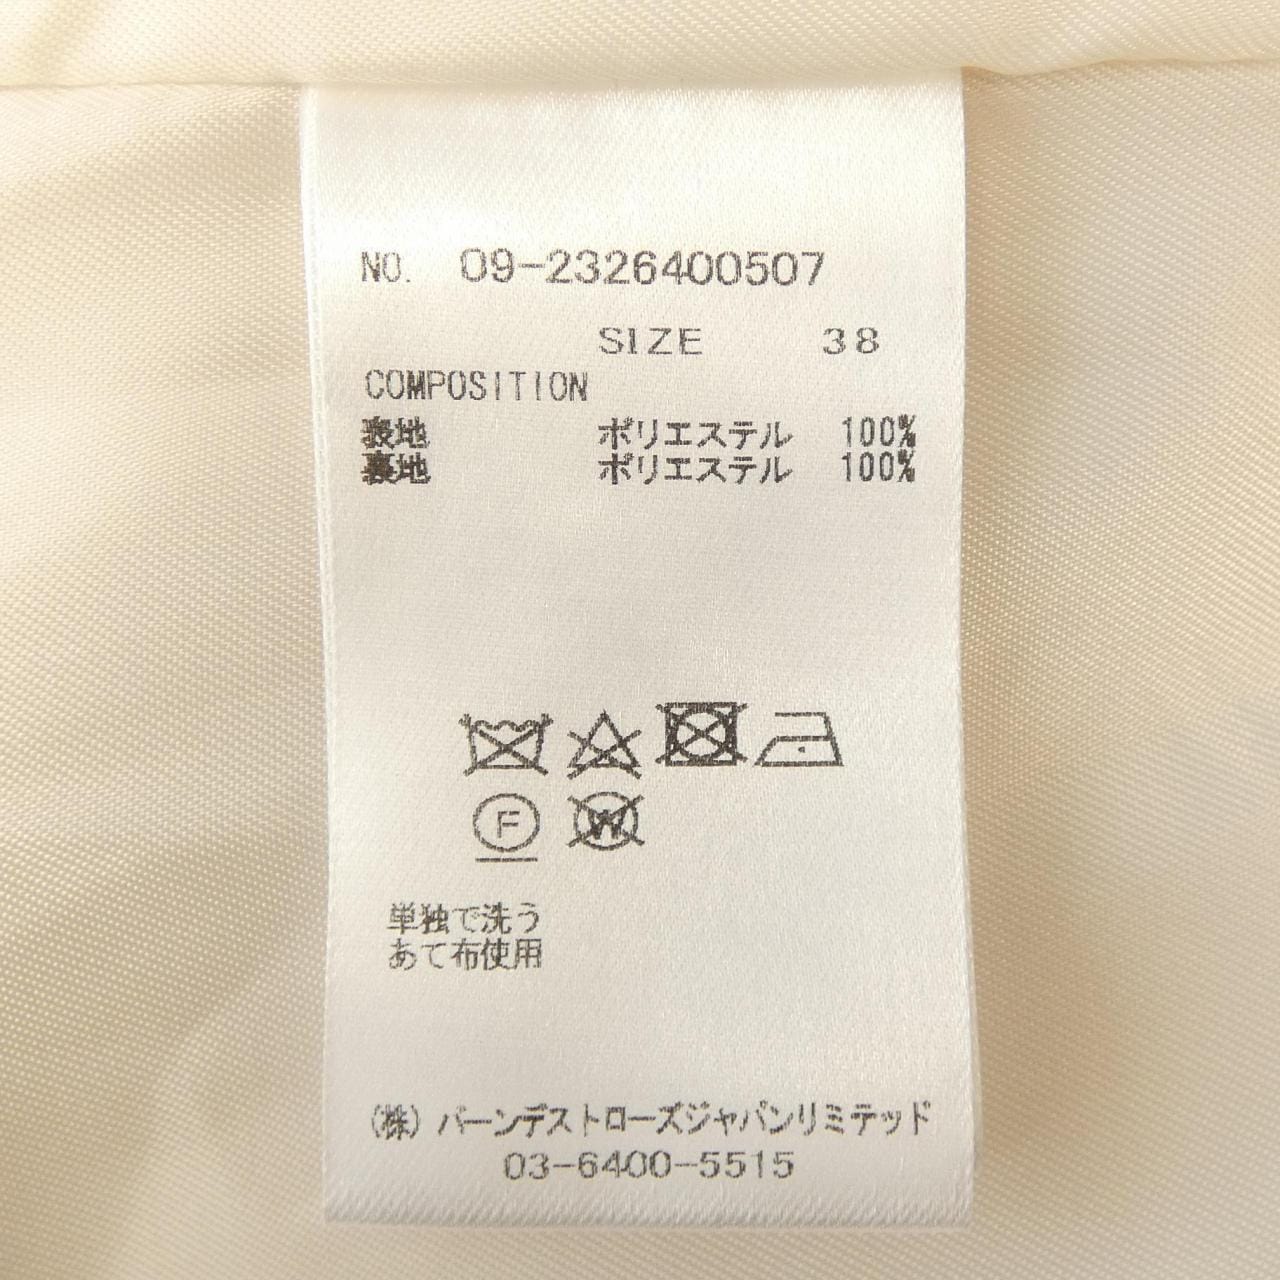 NO. 09-2326400507
SIZE 38
COMPOSITION
表地 ポリエステル 100%
裏地 ポリエステル 100%
F W
単独で洗う
あて布使用
(株)バーンデストローズジャパンリミテッド
03-6400-5515